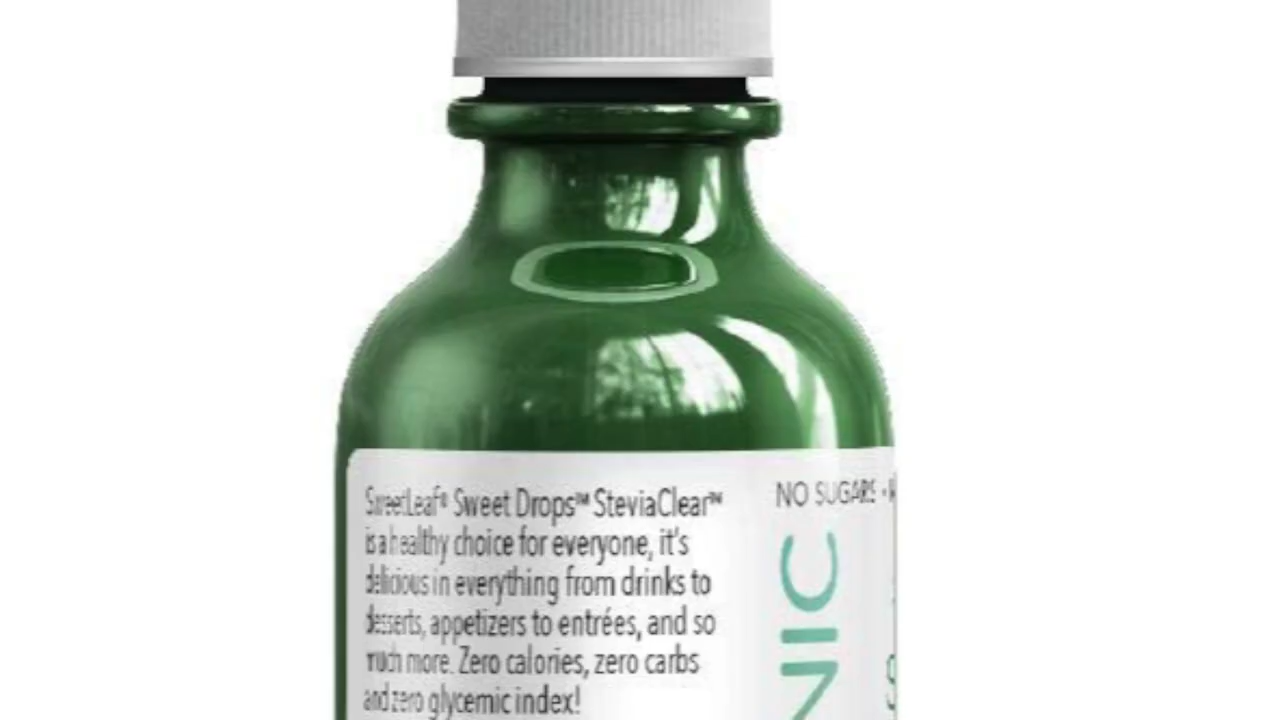 SweetLeaf® Sweet Drops™ SteviaClear™
is a healthy choice for everyone, it's
delicious in everything from drinks to
desserts, appetizers to entrées, and so
much more. Zero calories, zero carbs
and zero glycemic index!
NO SUGARS •
NIC